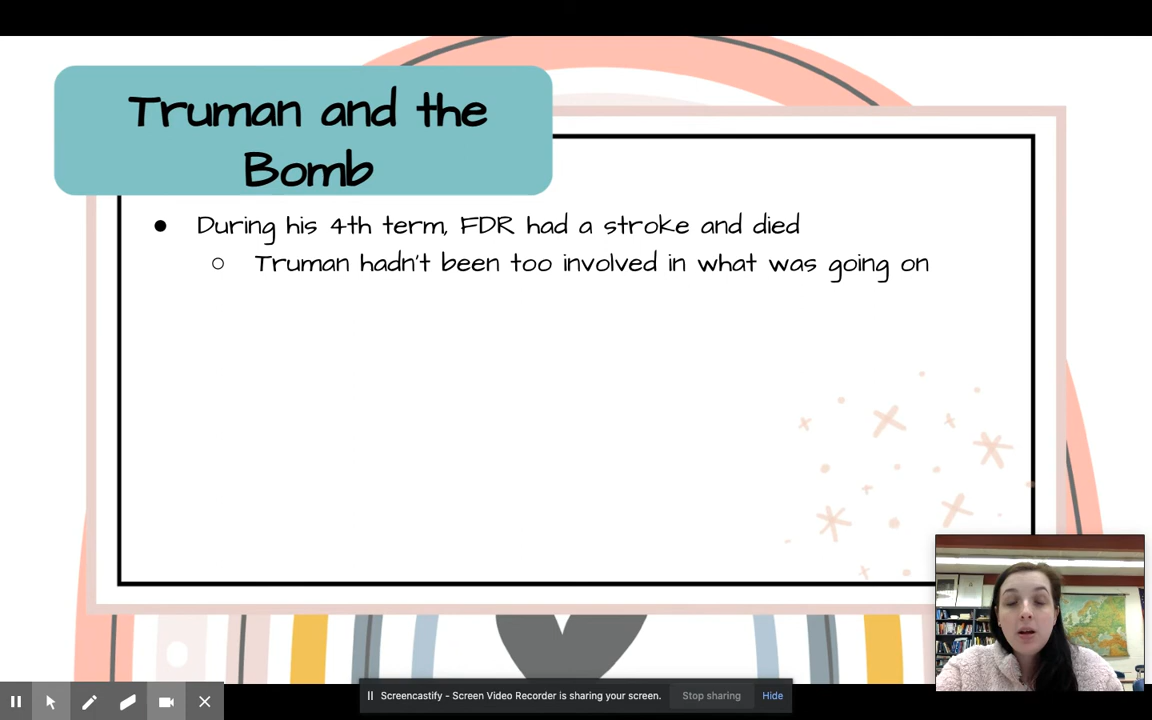 Truman and the
Bomb
● During his 4th term, FDR had a stroke and died
○ Truman hadn't been too involved in what was going on
Screencastify - Screen Video Recorder is sharing your screen.
Stop sharing
Hide